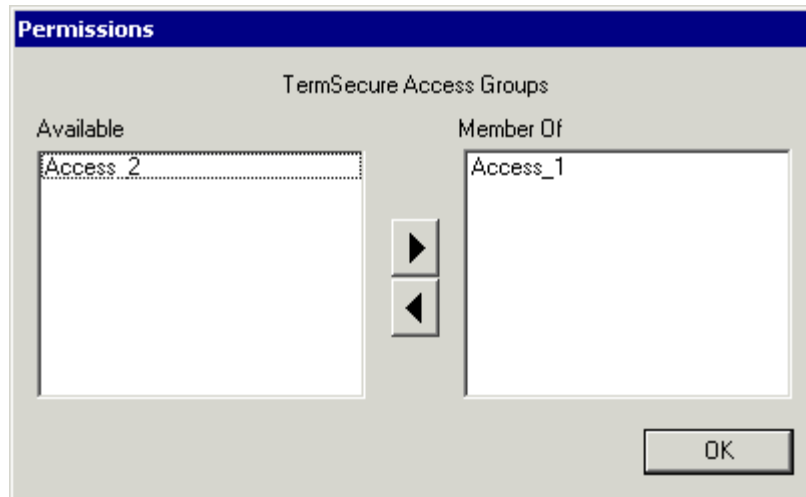 Permissions
TermSecure Access Groups
Available
Member Of
Access_2
Access_1
OK